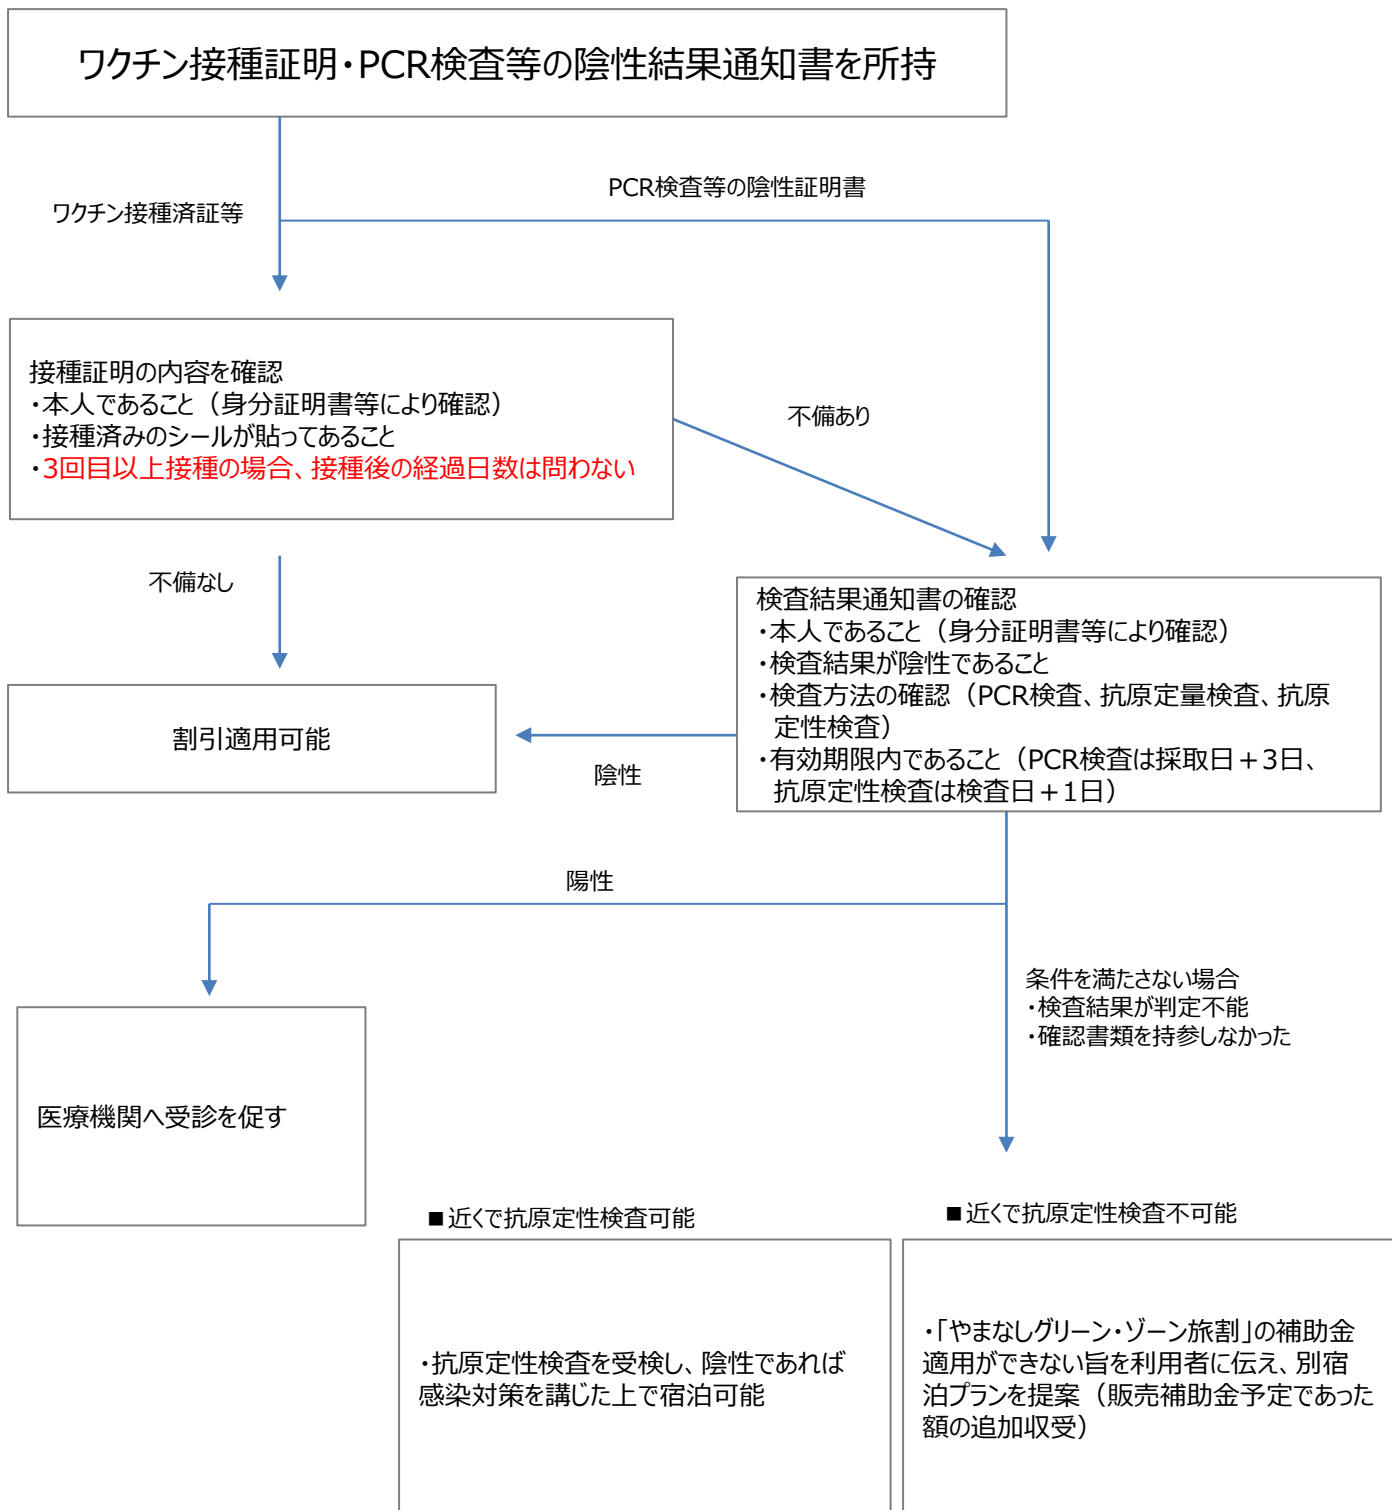 ワクチン接種証明・PCR検査等の陰性結果通知書を所持
PCR検査等の陰性証明書
ワクチン接種済証等
接種証明の内容を確認
・本人であること（身分証明書等により確認）
・接種済みのシールが貼ってあること
・3回目以上接種の場合、接種後の経過日数は問わない
不備あり
不備なし
検査結果通知書の確認
・本人であること（身分証明書等により確認）
・検査結果が陰性であること
・検査方法の確認（PCR検査、抗原定量検査、抗原
定性検査）
・有効期限内であること（PCR検査は採取日＋3日、
抗原定性検査は検査日＋1日）
割引適用可能
陰性
陽性
条件を満たさない場合
・検査結果が判定不能
・確認書類を持参しなかった
医療機関へ受診を促す
■近くで抗原定性検査可能
・抗原定性検査を受検し、陰性であれば
感染対策を講じた上で宿泊可能
■近くで抗原定性検査不可能
・「やまなしグリーン・ゾーン旅割」の補助金
適用ができない旨を利用者に伝え、別宿
泊プランを提案（販売補助金予定であった
額の追加収受）